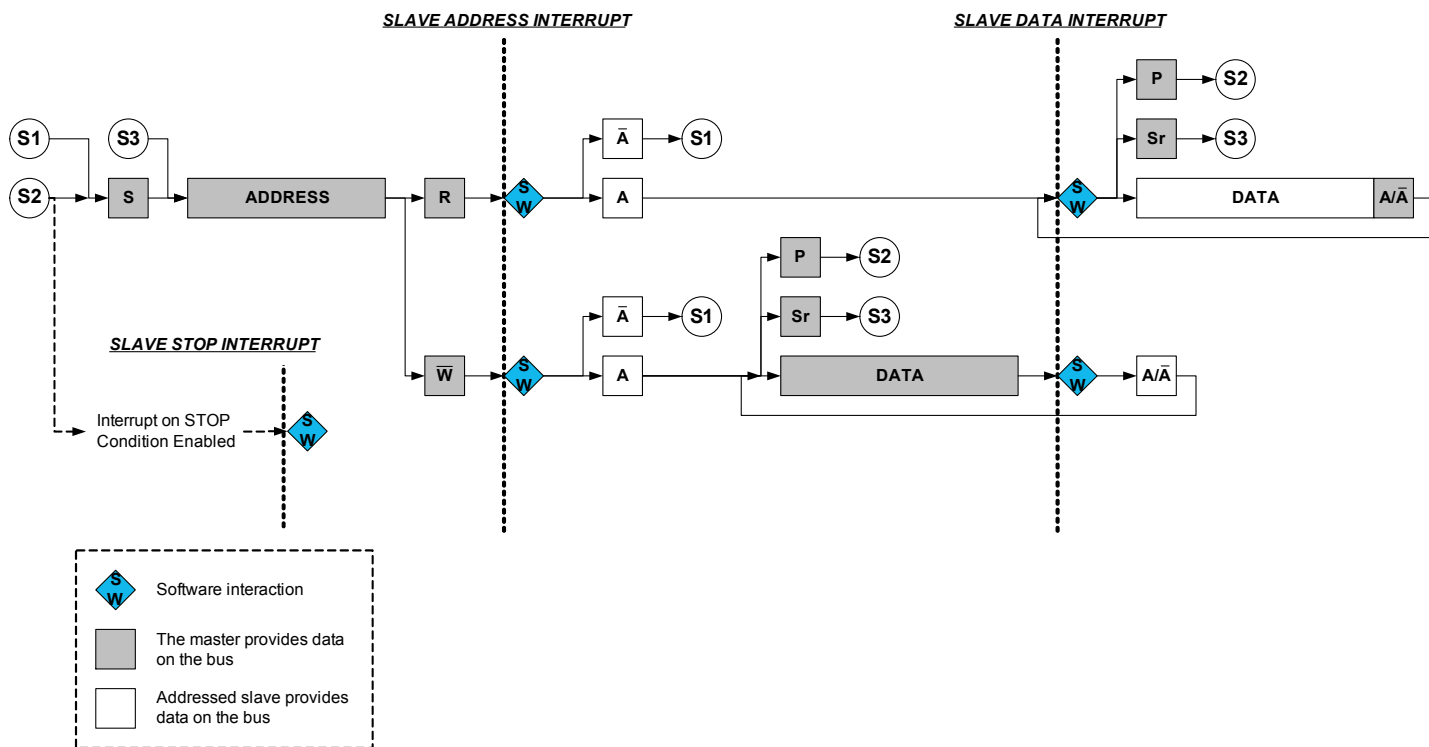 SLAVE ADDRESS INTERRUPT
SLAVE DATA INTERRUPT
P
S2
S1
S3
A̅
S1
Sr
S3
S2
S
ADDRESS
R
S
W
A
S
W
DATA
A/A̅
P
S2
A̅
S1
Sr
S3
SLAVE STOP INTERRUPT
W̅
S
W
A
DATA
S
W
A/A̅
Interrupt on STOP
Condition Enabled
S
W
S
W
Software interaction
The master provides data
on the bus
Addressed slave provides
data on the bus